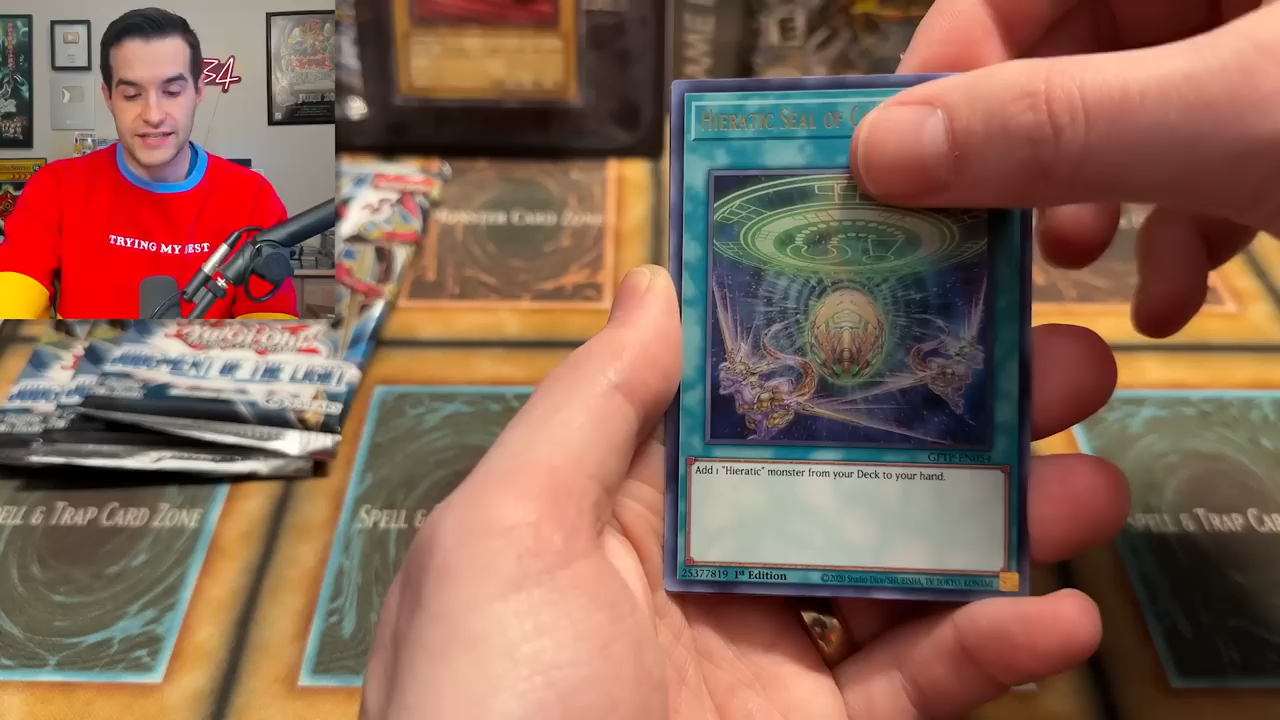 34
TRYING MY BEST
JUDGMENT OF THE LIGHT
MONSTER CARD ZONE
HIERATIC SEAL OF
GFTP-EN054
Add 1 "Hieratic" monster from your Deck to your hand.
25377819 1st Edition
©2020 Studio Dice/SHUEISHA, TV TOKYO, KONAMI
ELL & TRAP CARD ZONE
SPELL &
SPELL & TRAP CAR